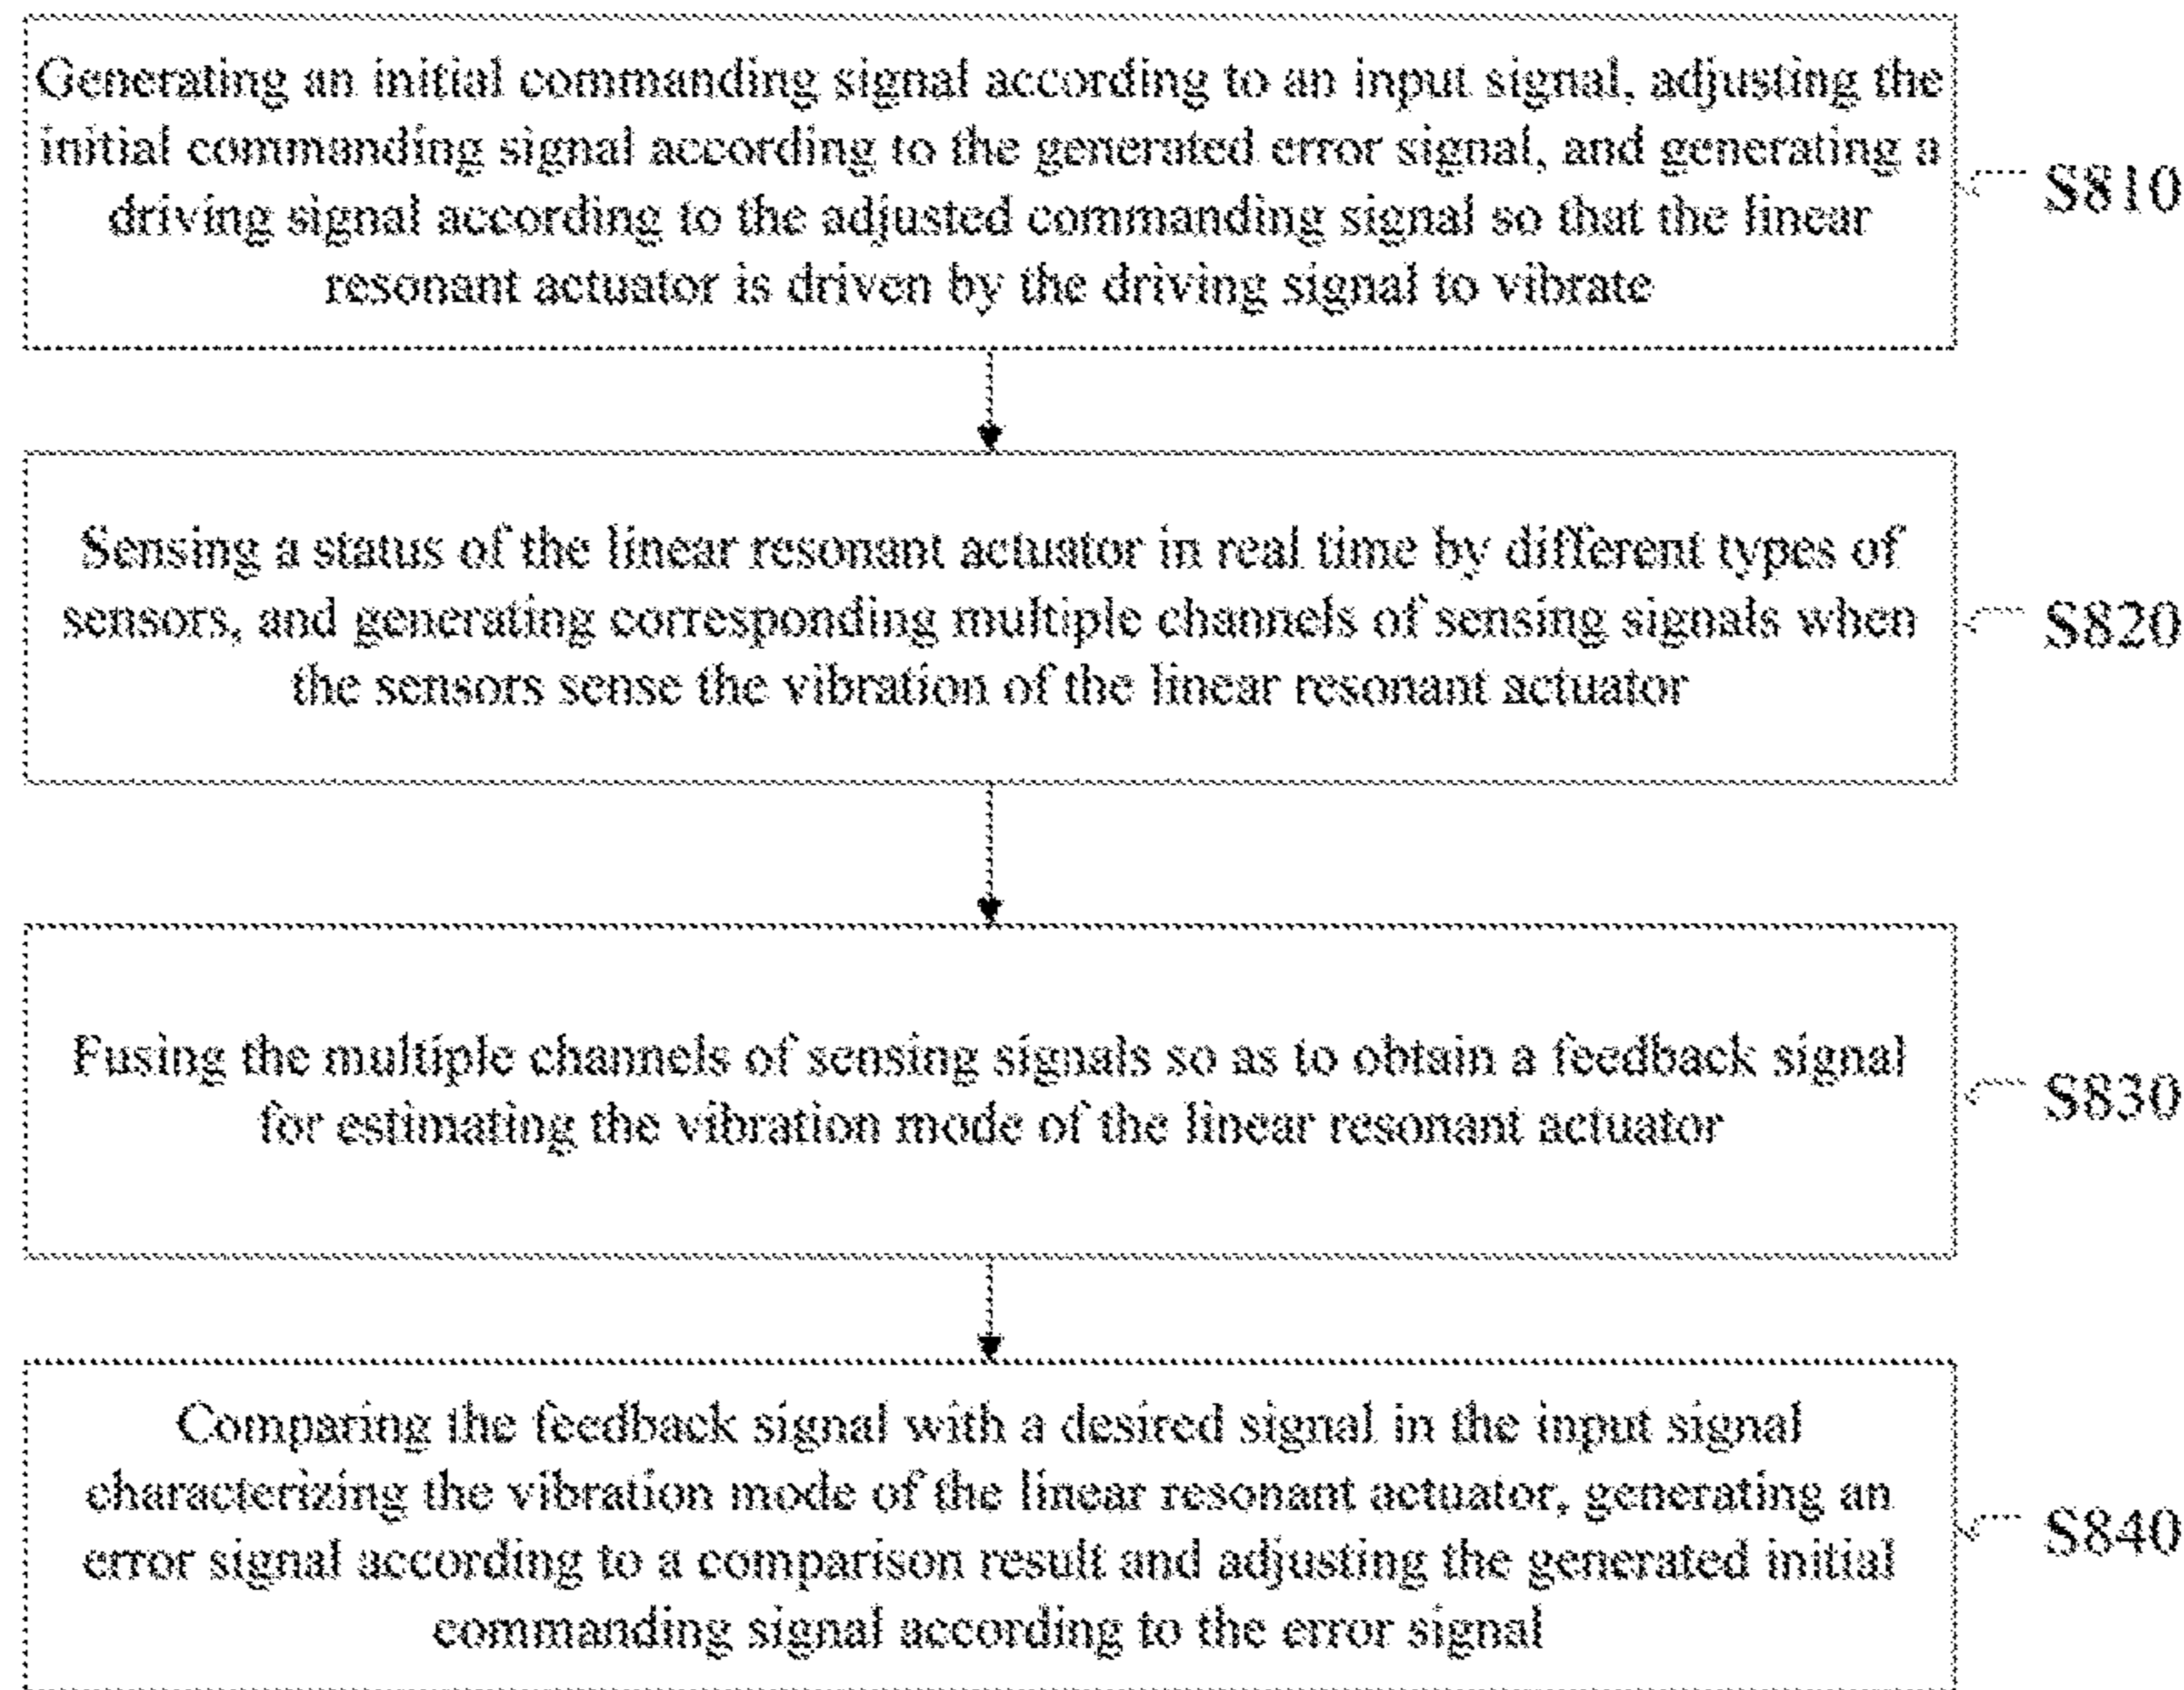 Generating an initial commanding signal according to an input signal, adjusting the
initial commanding signal according to the generated error signal, and generating a
driving signal according to the adjusted commanding signal so that the linear
resonant actuator is driven by the driving signal to vibrate
S810
Sensing a status of the linear resonant actuator in real time by different types of
sensors, and generating corresponding multiple channels of sensing signals when
the sensors sense the vibration of the linear resonant actuator
S820
Fusing the multiple channels of sensing signals so as to obtain a feedback signal
for estimating the vibration mode of the linear resonant actuator
S830
Comparing the feedback signal with a desired signal in the input signal
characterizing the vibration mode of the linear resonant actuator, generating an
error signal according to a comparison result and adjusting the generated initial
commanding signal according to the error signal
S840